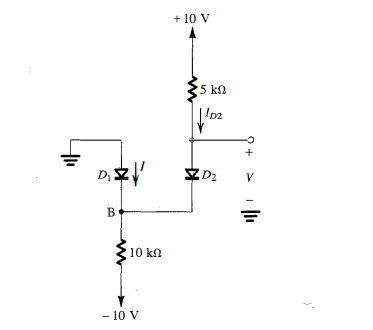 +10 V
5 kΩ
I_D2
+
D₁
I
D₂
V
−
B
10 kΩ
−10 V